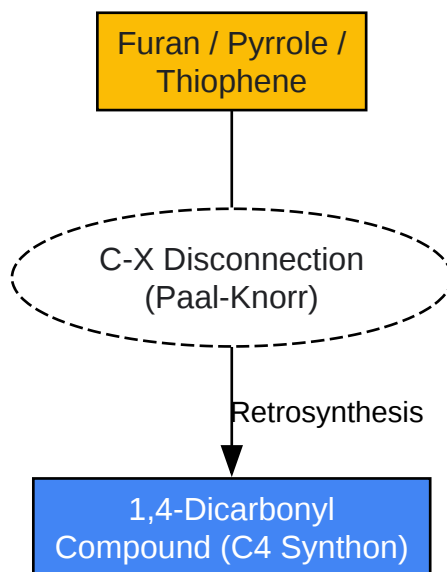 Furan / Pyrrole /
Thiophene
C-X Disconnection
(Paal-Knorr)
Retrosynthesis
1,4-Dicarbonyl
Compound (C4 Synthon)